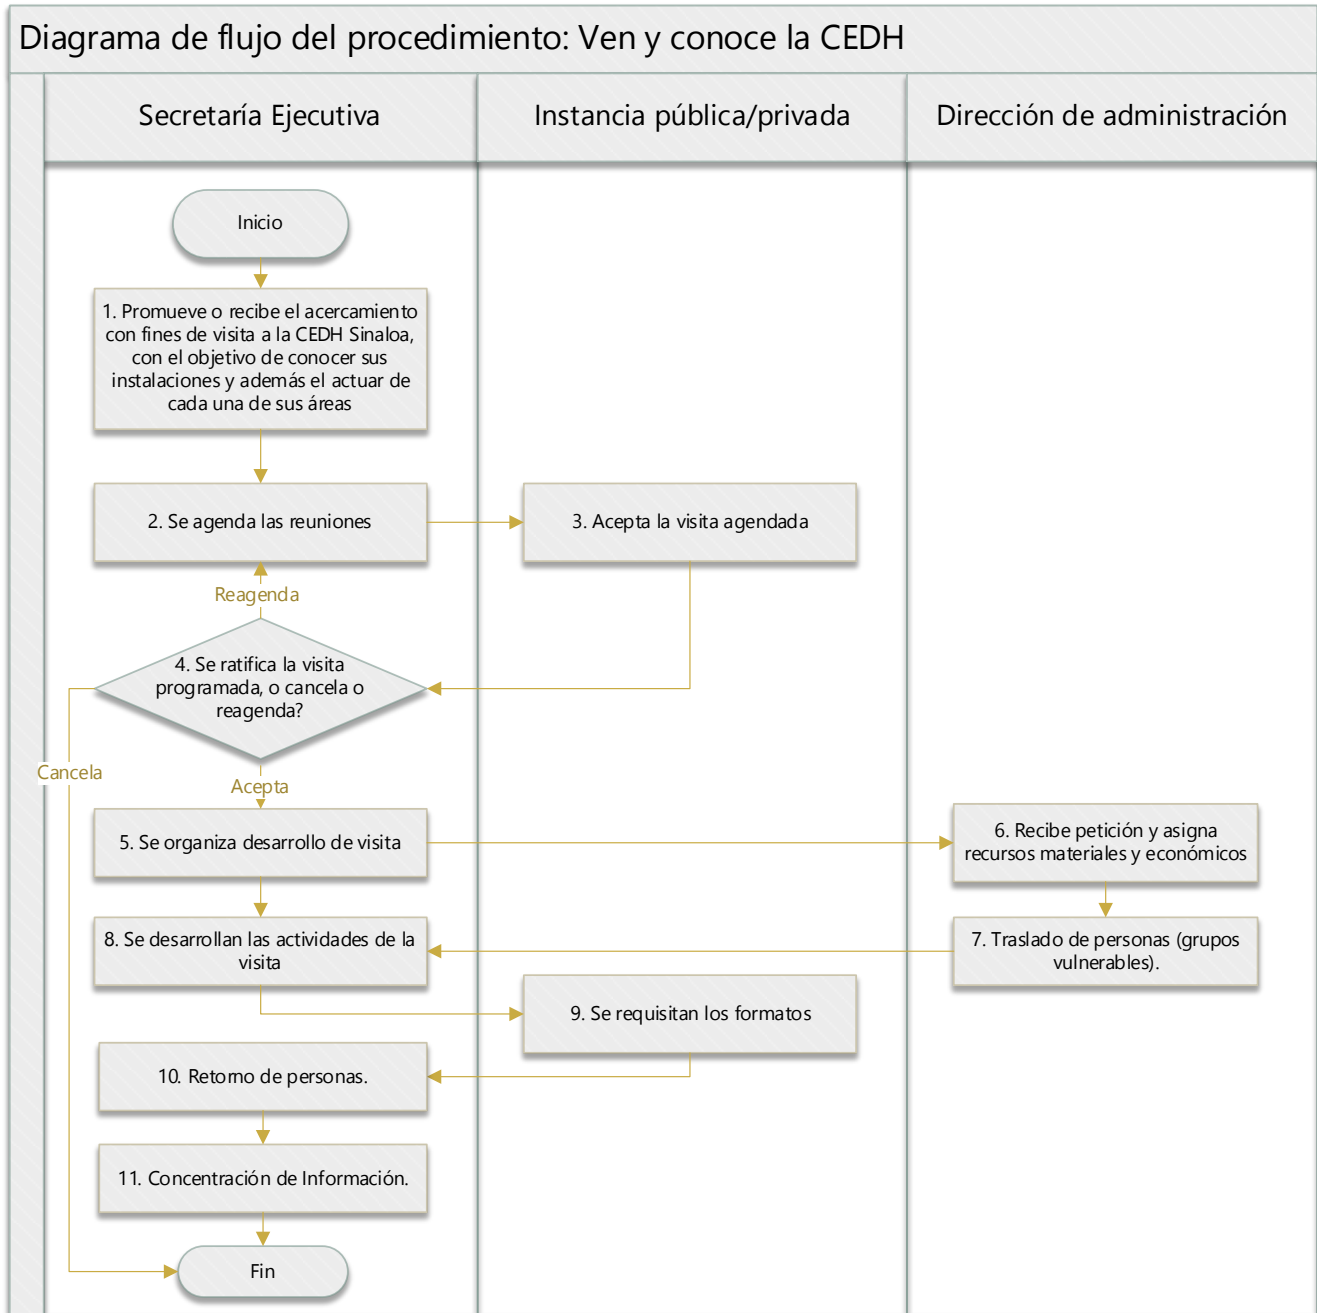 Diagrama de flujo del procedimiento: Ven y conoce la CEDH
Secretaría Ejecutiva
Instancia pública/privada
Dirección de administración
Inicio
1. Promueve o recibe el acercamiento
con fines de visita a la CEDH Sinaloa,
con el objetivo de conocer sus
instalaciones y además el actuar de
cada una de sus áreas
2. Se agenda las reuniones
3. Acepta la visita agendada
Reagenda
4. Se ratifica la visita
programada, o cancela o
reagenda?
Cancela
Acepta
5. Se organiza desarrollo de visita
6. Recibe petición y asigna
recursos materiales y económicos
7. Traslado de personas (grupos
vulnerables).
8. Se desarrollan las actividades de la
visita
9. Se requisitan los formatos
10. Retorno de personas.
11. Concentración de Información.
Fin